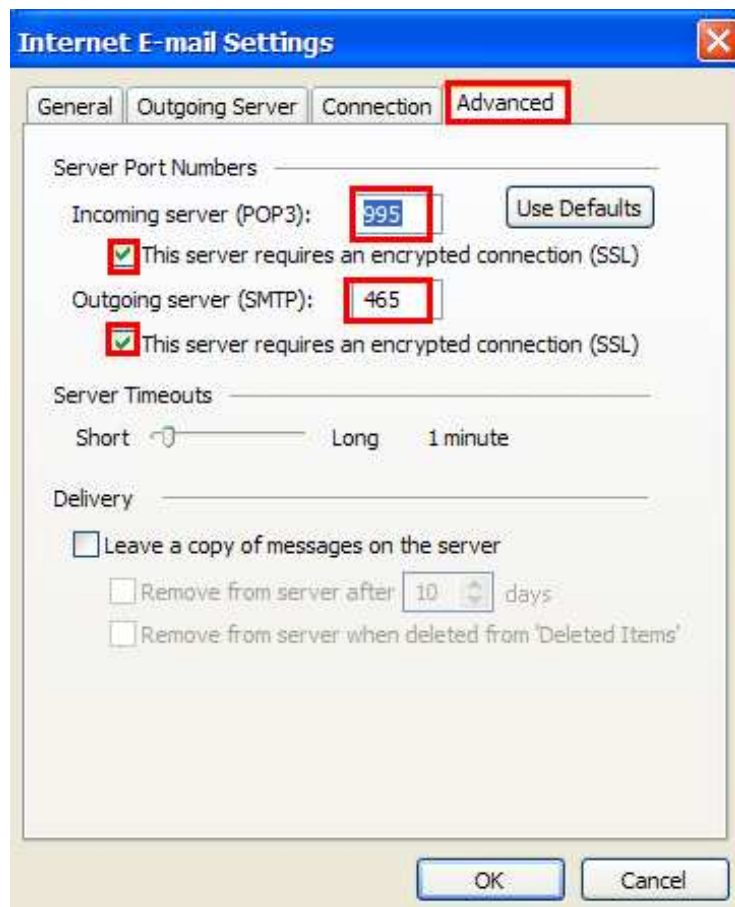 Internet E-mail Settings
General Outgoing Server Connection Advanced
Server Port Numbers
Incoming server (POP3): 995 Use Defaults
This server requires an encrypted connection (SSL)
Outgoing server (SMTP): 465
This server requires an encrypted connection (SSL)
Server Timeouts
Short Long 1 minute
Delivery
Leave a copy of messages on the server
Remove from server after 10 days
Remove from server when deleted from 'Deleted Items'
OK Cancel